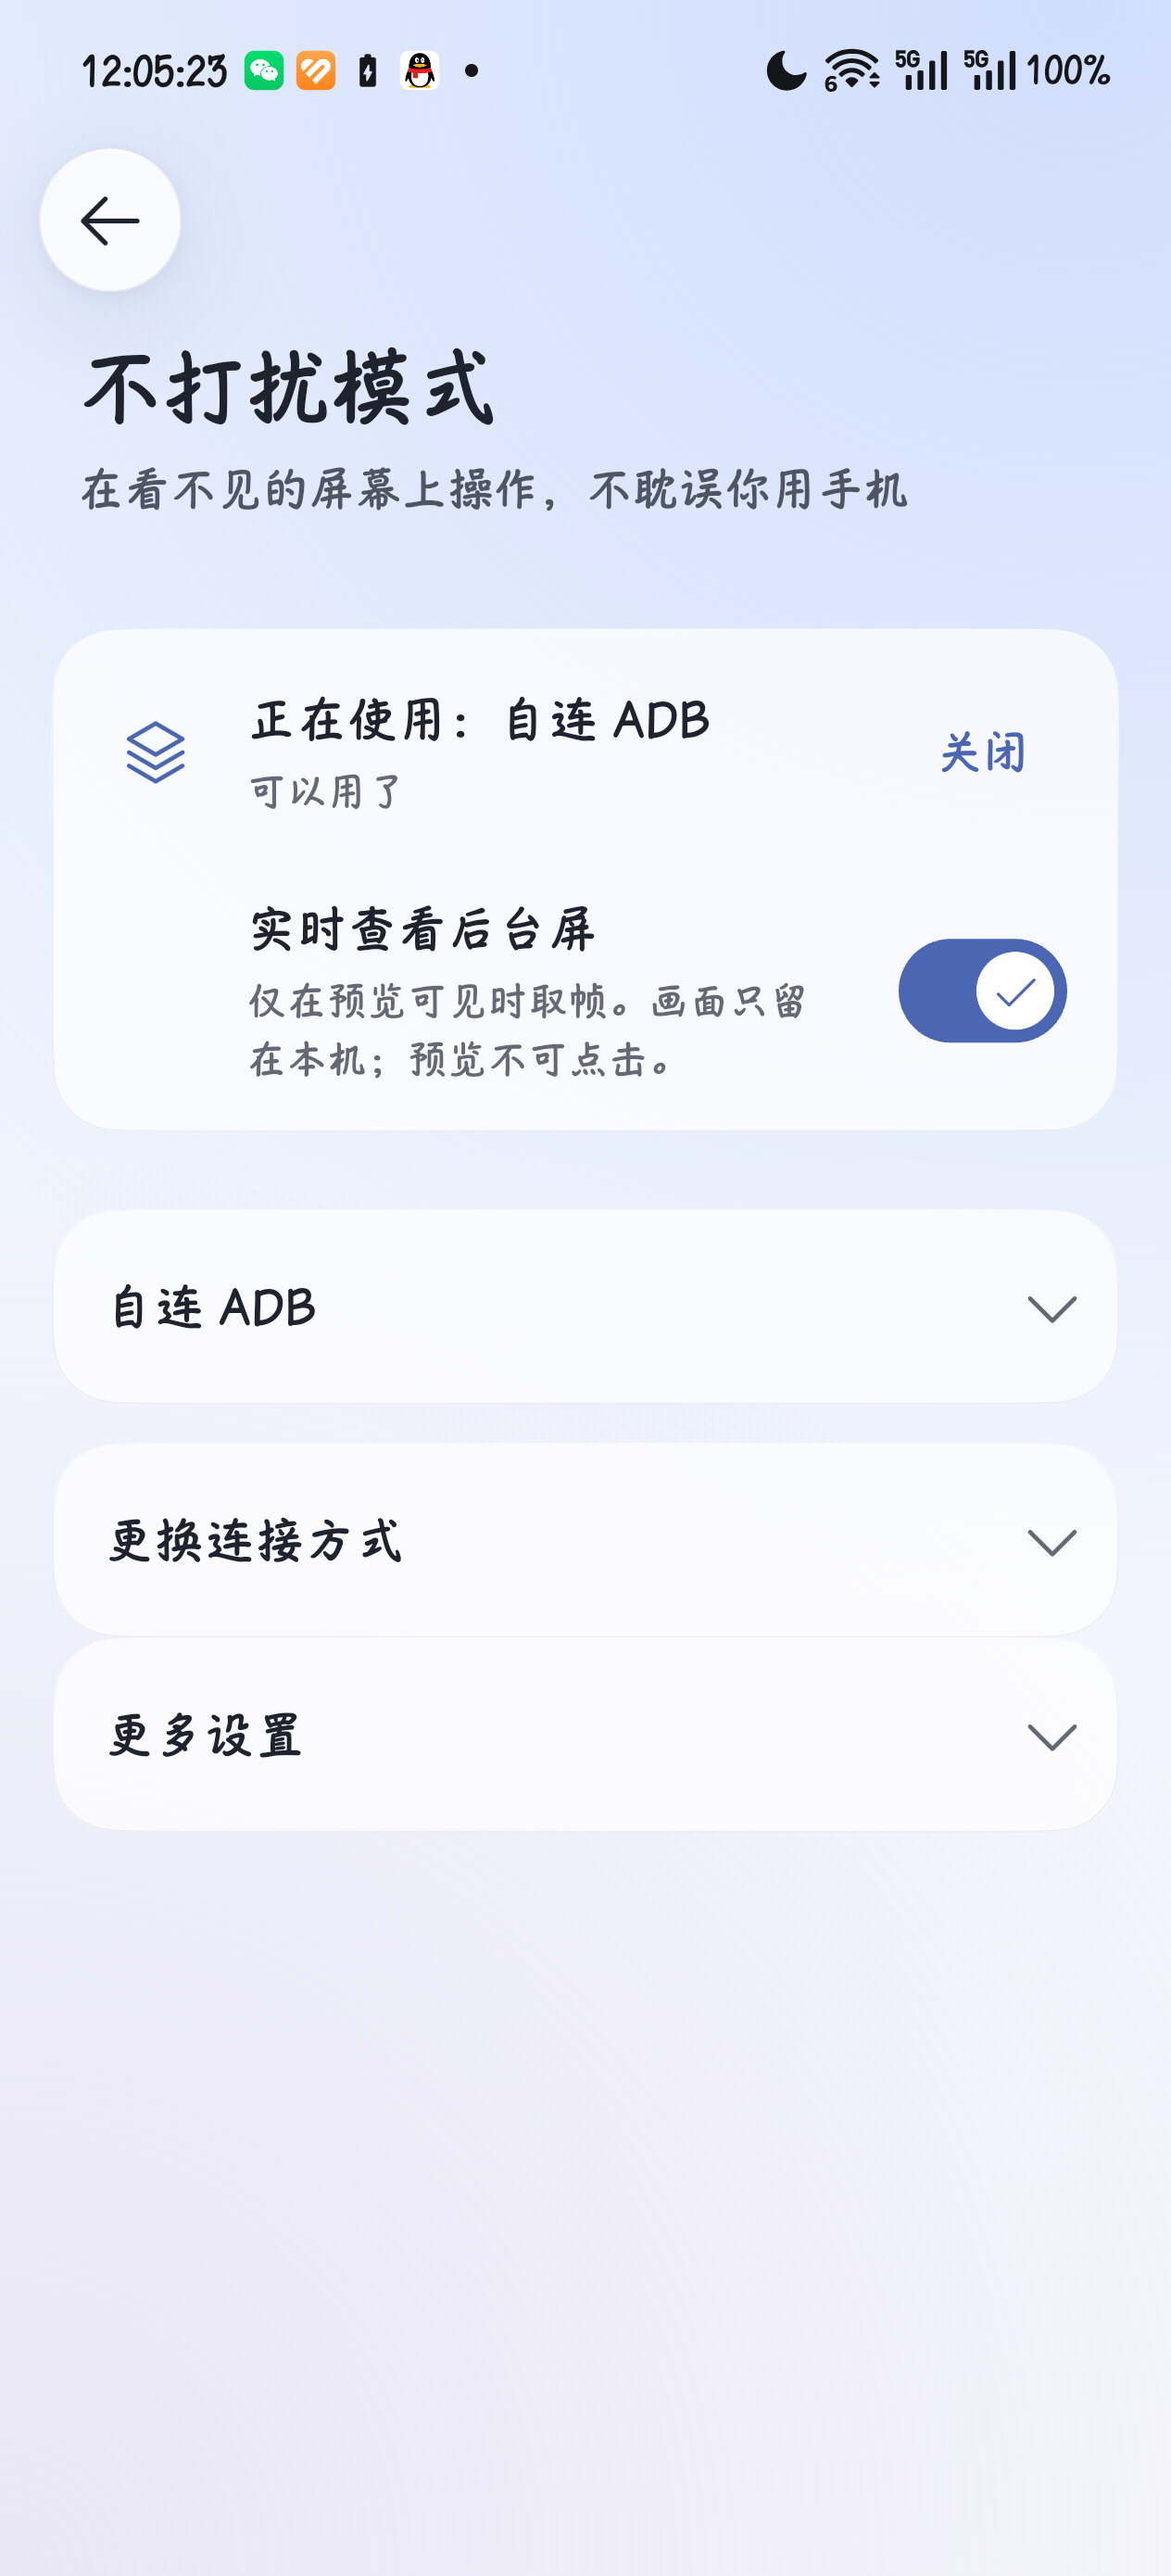 12:05:23 6 5G 5G 100%
不打扰模式
在看不见的屏幕上操作，不耽误你用手机
正在使用：自连 ADB
可以用了
关闭
实时查看后台屏
仅在预览可见时取帧。画面只留
在本机；预览不可点击。
自连 ADB
更换连接方式
更多设置